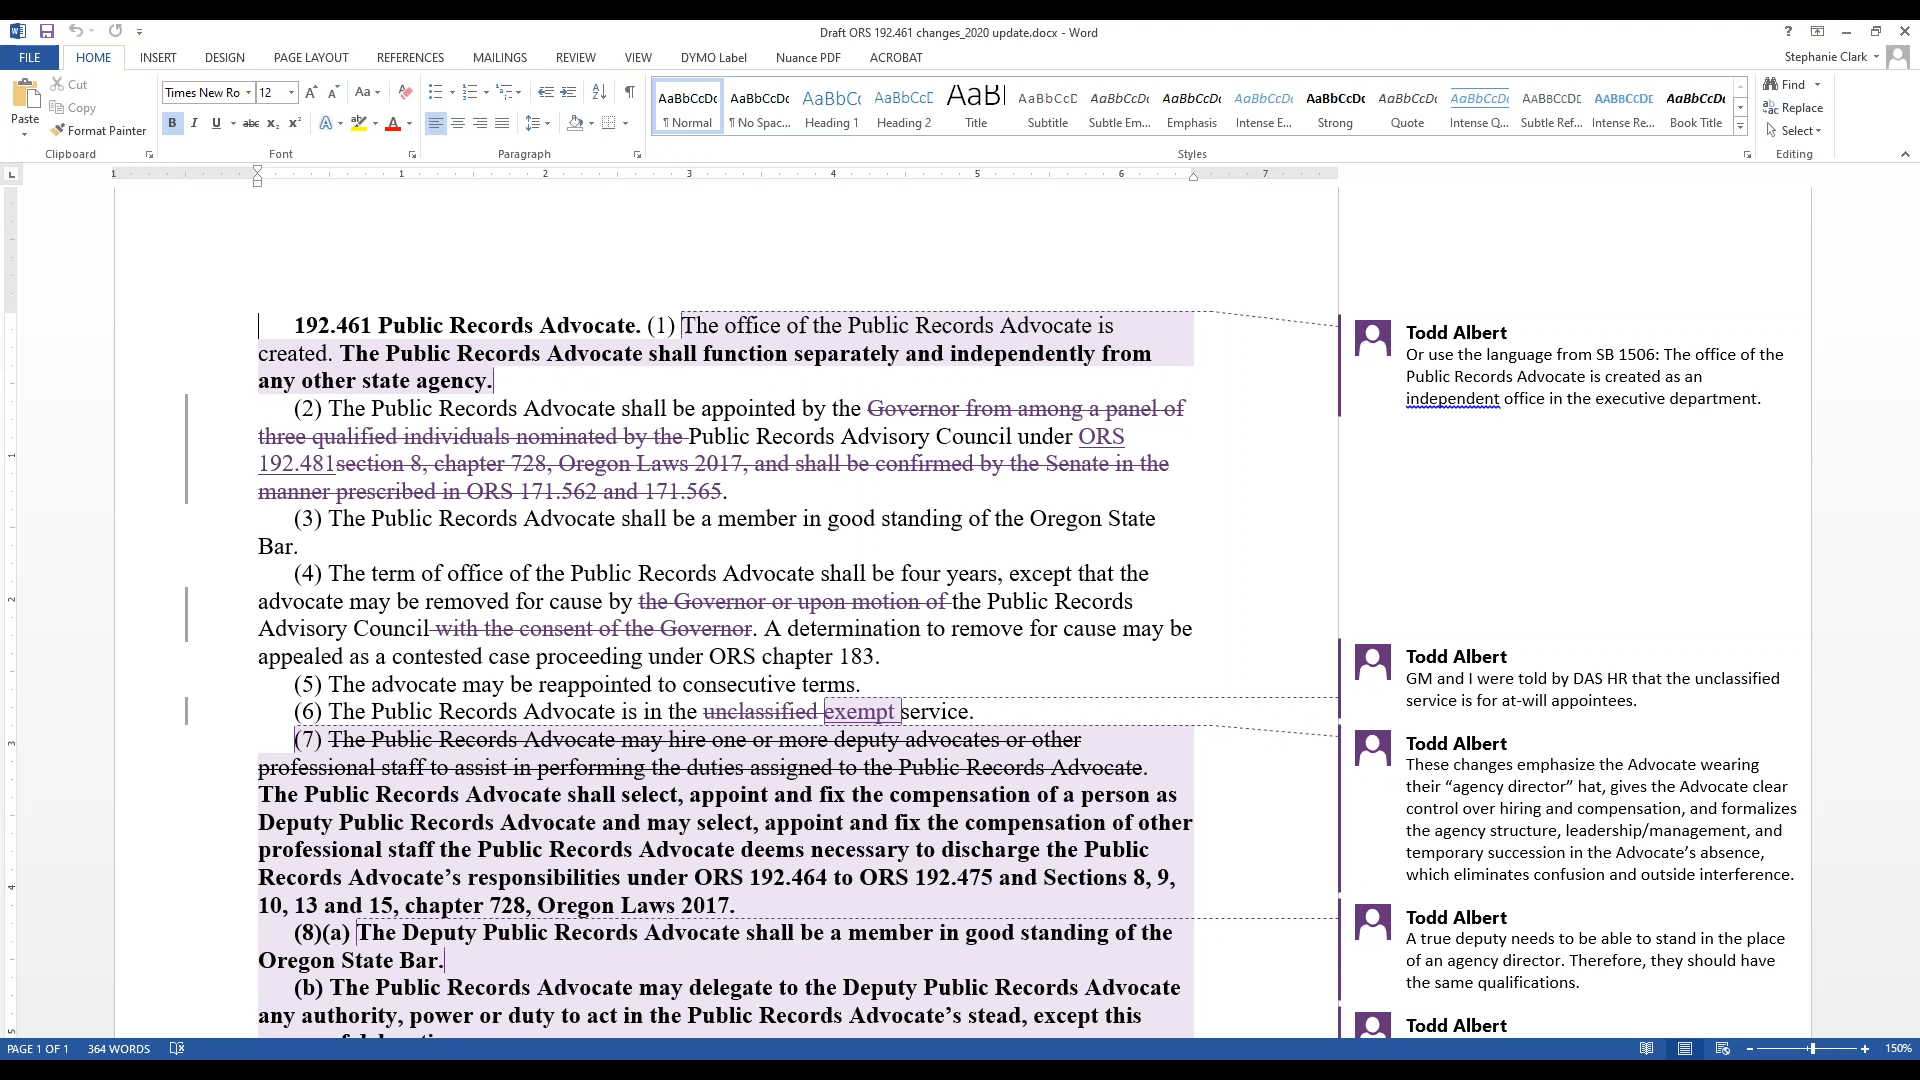 Draft ORS 192.461 changes_2020 update.docx - Word
FILE HOME INSERT DESIGN PAGE LAYOUT REFERENCES MAILINGS REVIEW VIEW DYMO Label Nuance PDF ACROBAT Stephanie Clark
Paste Cut Copy Format Painter
Times New Ro 12
AaBbCcDc AaBbCcDc AaBbCc AaBbCcD AaB AaBbCcD AaBbCcDc AaBbCcDc AaBbCcDc AaBbCcDc AaBbCcDc AaBbCcDc AABBCCDE AABBCCDE AaBbCcDc
¶ Normal ¶ No Spac... Heading 1 Heading 2 Title Subtitle Subtle Em... Emphasis Intense E... Strong Quote Intense Q... Subtle Ref... Intense Re... Book Title
Find
Replace
Select
Clipboard Font Paragraph Styles Editing
1 1 2 3 4 5 6 7
192.461 Public Records Advocate. (1) The office of the Public Records Advocate is
created. The Public Records Advocate shall function separately and independently from
any other state agency.
(2) The Public Records Advocate shall be appointed by the Governor from among a panel of
three qualified individuals nominated by the Public Records Advisory Council under ORS
192.481section 8, chapter 728, Oregon Laws 2017, and shall be confirmed by the Senate in the
manner prescribed in ORS 171.562 and 171.565.
(3) The Public Records Advocate shall be a member in good standing of the Oregon State
Bar.
(4) The term of office of the Public Records Advocate shall be four years, except that the
advocate may be removed for cause by the Governor or upon motion of the Public Records
Advisory Council with the consent of the Governor. A determination to remove for cause may be
appealed as a contested case proceeding under ORS chapter 183.
(5) The advocate may be reappointed to consecutive terms.
(6) The Public Records Advocate is in the unclassified exempt service.
(7) The Public Records Advocate may hire one or more deputy advocates or other
professional staff to assist in performing the duties assigned to the Public Records Advocate.
The Public Records Advocate shall select, appoint and fix the compensation of a person as
Deputy Public Records Advocate and may select, appoint and fix the compensation of other
professional staff the Public Records Advocate deems necessary to discharge the Public
Records Advocate’s responsibilities under ORS 192.464 to ORS 192.475 and Sections 8, 9,
10, 13 and 15, chapter 728, Oregon Laws 2017.
(8)(a) The Deputy Public Records Advocate shall be a member in good standing of the
Oregon State Bar.
(b) The Public Records Advocate may delegate to the Deputy Public Records Advocate
any authority, power or duty to act in the Public Records Advocate’s stead, except this
Todd Albert
Or use the language from SB 1506: The office of the
Public Records Advocate is created as an
independent office in the executive department.
Todd Albert
GM and I were told by DAS HR that the unclassified
service is for at-will appointees.
Todd Albert
These changes emphasize the Advocate wearing
their “agency director” hat, gives the Advocate clear
control over hiring and compensation, and formalizes
the agency structure, leadership/management, and
temporary succession in the Advocate’s absence,
which eliminates confusion and outside interference.
Todd Albert
A true deputy needs to be able to stand in the place
of an agency director. Therefore, they should have
the same qualifications.
Todd Albert
PAGE 1 OF 1 364 WORDS 150%